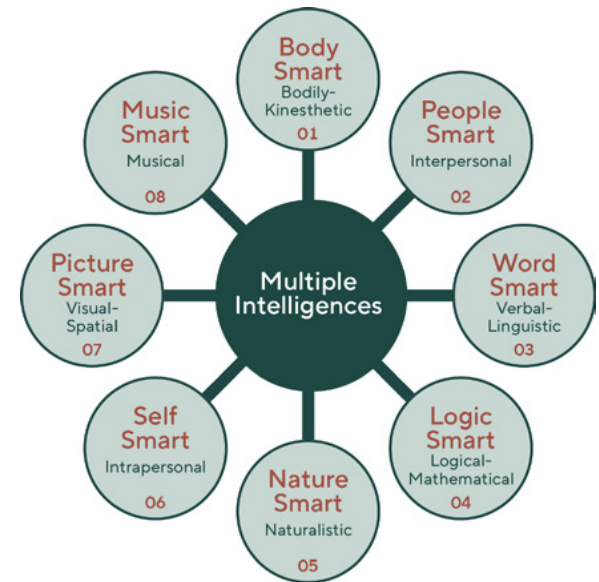 Multiple
Intelligences
Body
Smart
Bodily-
Kinesthetic
01
People
Smart
Interpersonal
02
Word
Smart
Verbal-
Linguistic
03
Logic
Smart
Logical-
Mathematical
04
Nature
Smart
Naturalistic
05
Self
Smart
Intrapersonal
06
Picture
Smart
Visual-
Spatial
07
Music
Smart
Musical
08